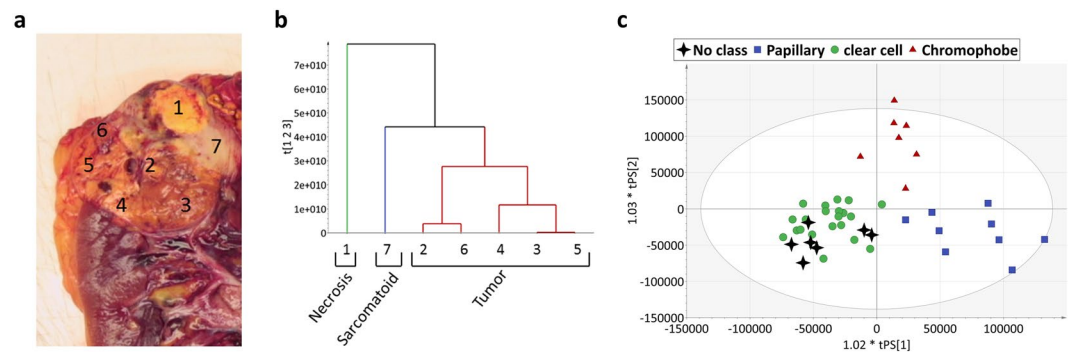 a
1
6
7
5
2
4
3
b
t[1 2 3]
7e+010
6e+010
5e+010
4e+010
3e+010
2e+010
1e+010
0
1 7 2 6 4 3 5
Necrosis
Sarcomatoid
Tumor
c
No class Papillary clear cell Chromophobe
1.03 * tPS[2]
150000
100000
50000
0
-50000
-100000
-150000
-150000 -100000 -50000 0 50000 100000
1.02 * tPS[1]